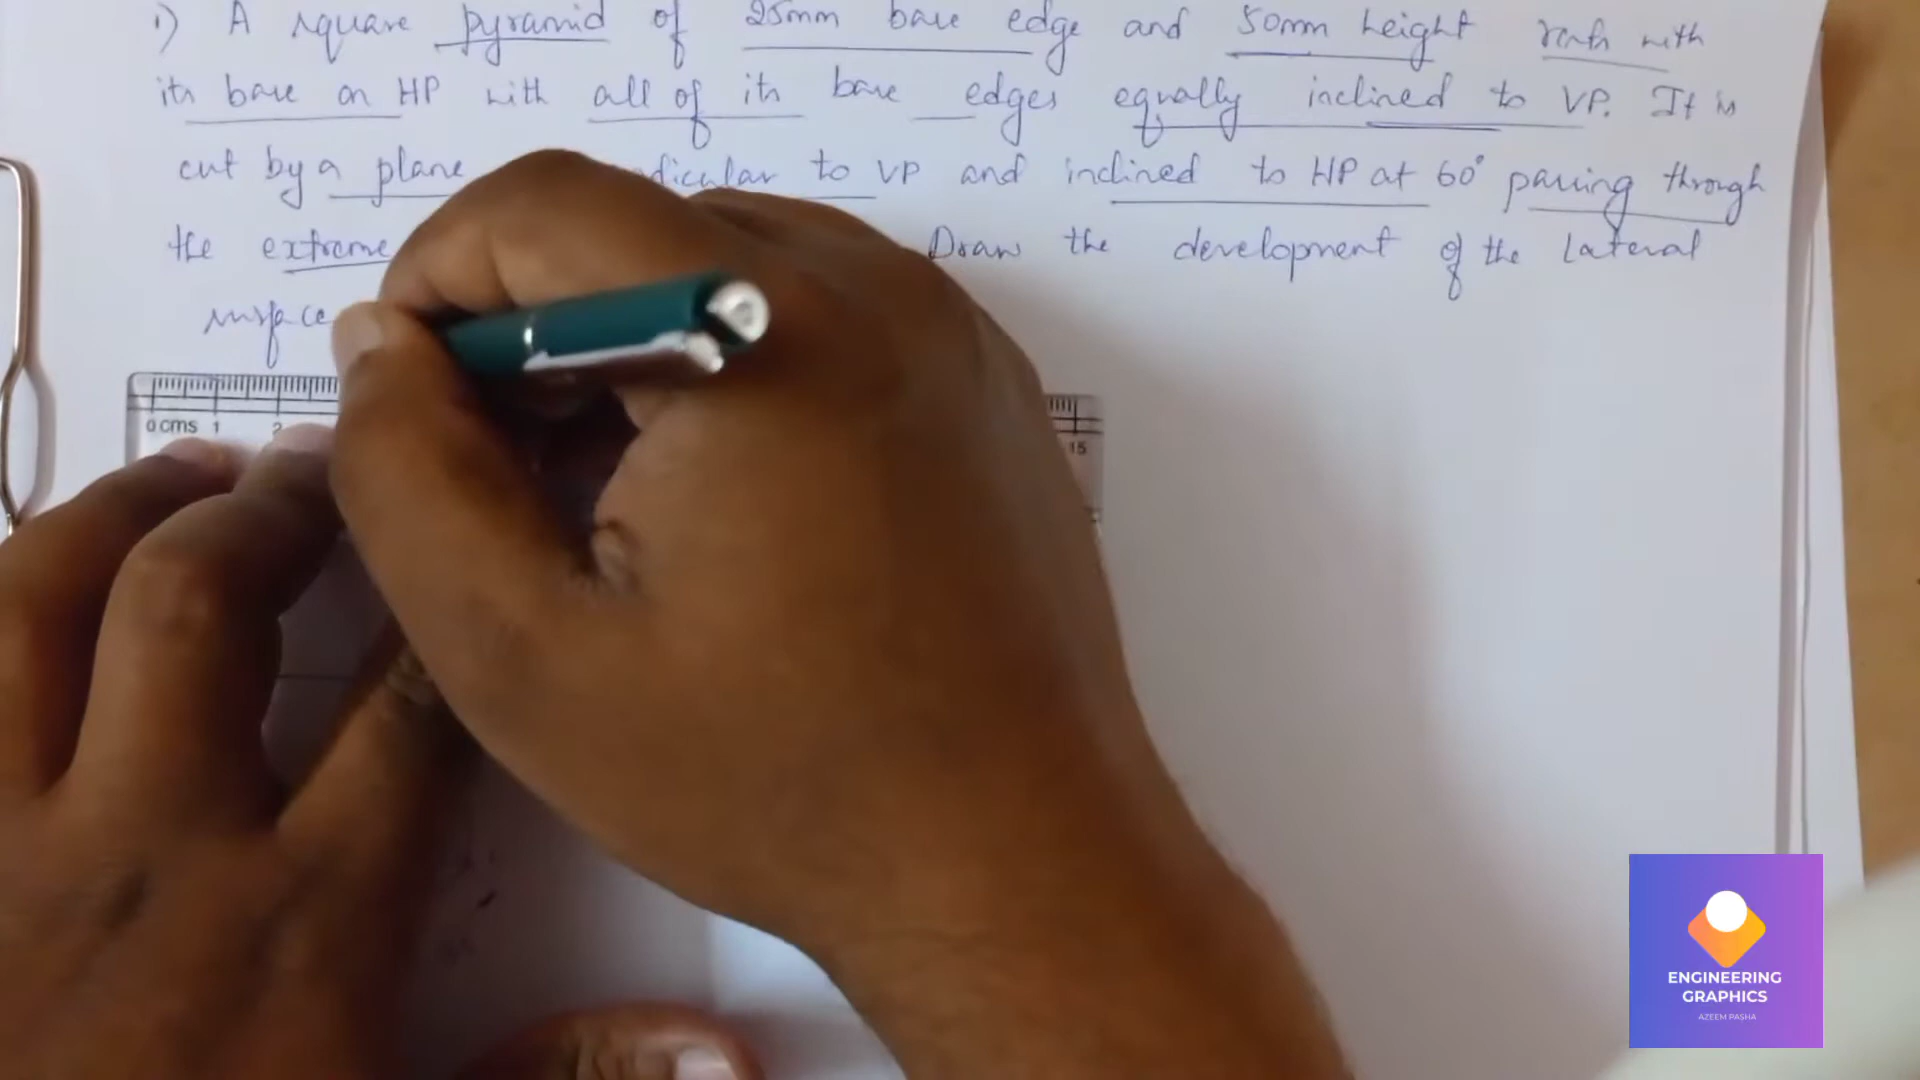 1) A square pyramid of 25mm base edge and 50mm height rests with
its base on HP with all of its base edges equally inclined to VP. It is
cut by a plane to VP and inclined to HP at 60° passing through
the extreme Draw the development of the lateral
surface
0 cms 1 2 15
ENGINEERING
GRAPHICS
AZEEM PASHA